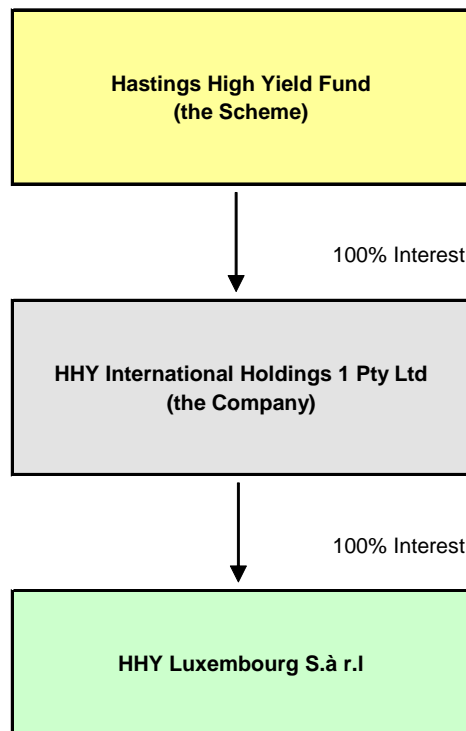 Hastings High Yield Fund
(the Scheme)
100% Interest
HHY International Holdings 1 Pty Ltd
(the Company)
100% Interest
HHY Luxembourg S.à r.l